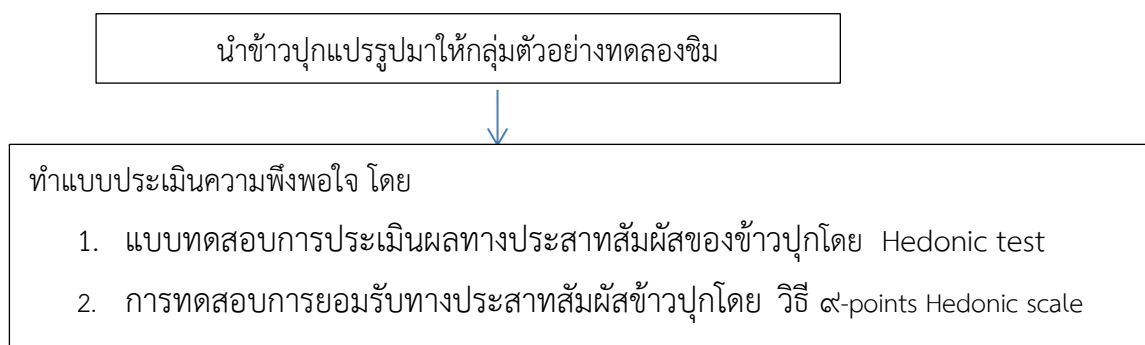 นำข้าวปุกแปรรูปมาให้กลุ่มตัวอย่างทดลองชิม
ทำแบบประเมินความพึงพอใจ โดย
1. แบบทดสอบการประเมินผลทางประสาทสัมผัสของข้าวปุกโดย Hedonic test
2. การทดสอบการยอมรับทางประสาทสัมผัสข้าวปุกโดย วิธี ๙-points Hedonic scale